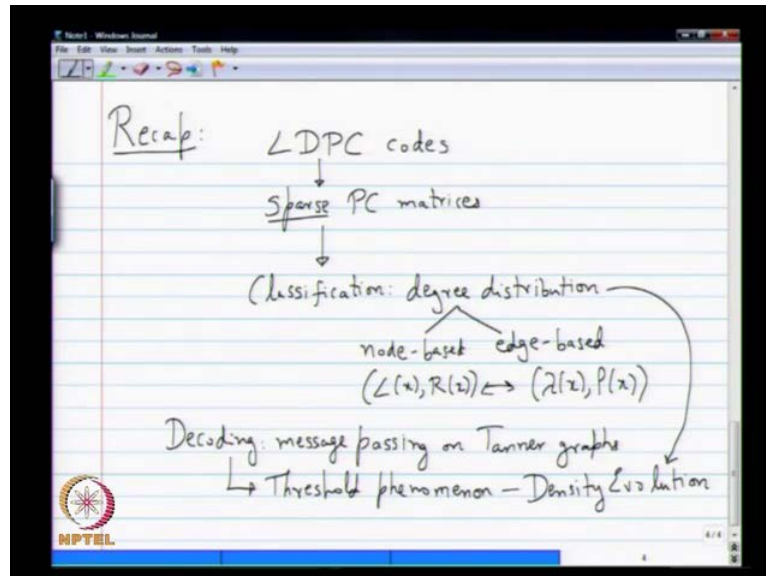 Note1 - Windows Journal
File Edit View Insert Actions Tools Help
Recap:
LDPC codes
Sparse PC matrices
Classification: degree distribution
node-based edge-based
(L(x), R(x)) ↔ (λ(x), ρ(x))
Decoding: message passing on Tanner graphs
↳ Threshold phenomenon – Density Evolution
NPTEL
4/4
4